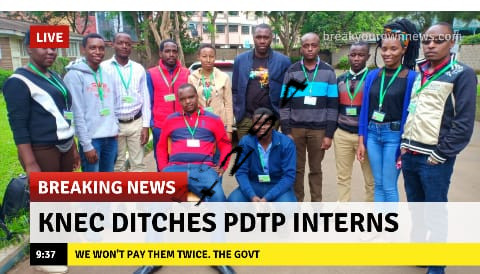 LIVE
breakyourownnews.com
BREAKING NEWS
KNEC DITCHES PDTP INTERNS
9:37
WE WON'T PAY THEM TWICE. THE GOVT